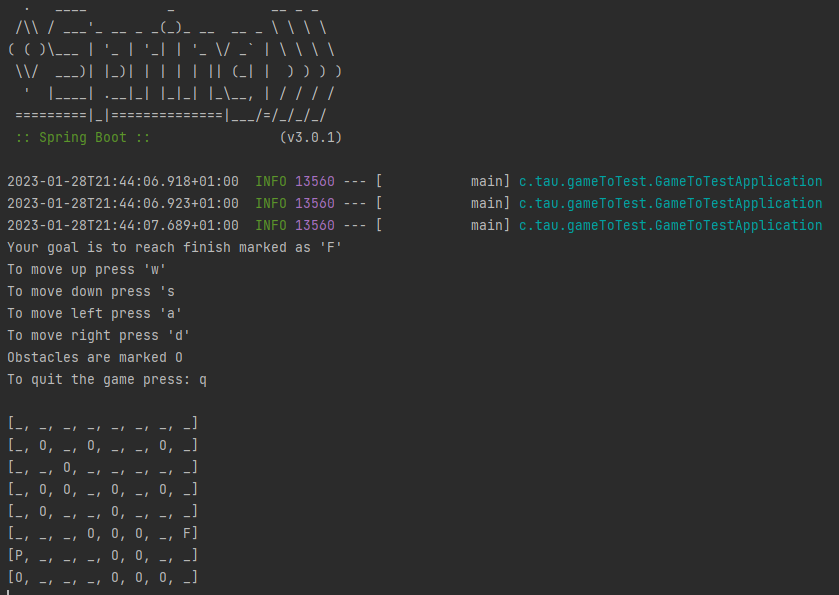 .   ____          _            __ _ _
 /\\ / ___'_ __ _ _(_)_ __  __ _ \ \ \ \
( ( )\___ | '_ | '_| | '_ \/ _` | \ \ \ \
 \\/  ___)| |_)| | | | | || (_| |  ) ) ) )
  '  |____| .__|_| |_|_| |_\__, | / / / /
 =========|_|==============|___/=/_/_/_/
 :: Spring Boot ::                (v3.0.1)
2023-01-28T21:44:06.918+01:00  INFO 13560 --- [           main] c.tau.gameToTest.GameToTestApplication
2023-01-28T21:44:06.923+01:00  INFO 13560 --- [           main] c.tau.gameToTest.GameToTestApplication
2023-01-28T21:44:07.689+01:00  INFO 13560 --- [           main] c.tau.gameToTest.GameToTestApplication
Your goal is to reach finish marked as 'F'
To move up press 'w'
To move down press 's
To move left press 'a'
To move right press 'd'
Obstacles are marked O
To quit the game press: q
[_, _, _, _, _, _, _, _]
[_, O, _, O, _, _, O, _]
[_, _, O, _, _, _, _, _]
[_, O, O, _, O, _, O, _]
[_, O, _, _, O, _, _, _]
[_, _, _, O, O, O, _, F]
[P, _, _, _, O, O, _, _]
[O, _, _, _, O, O, O, _]